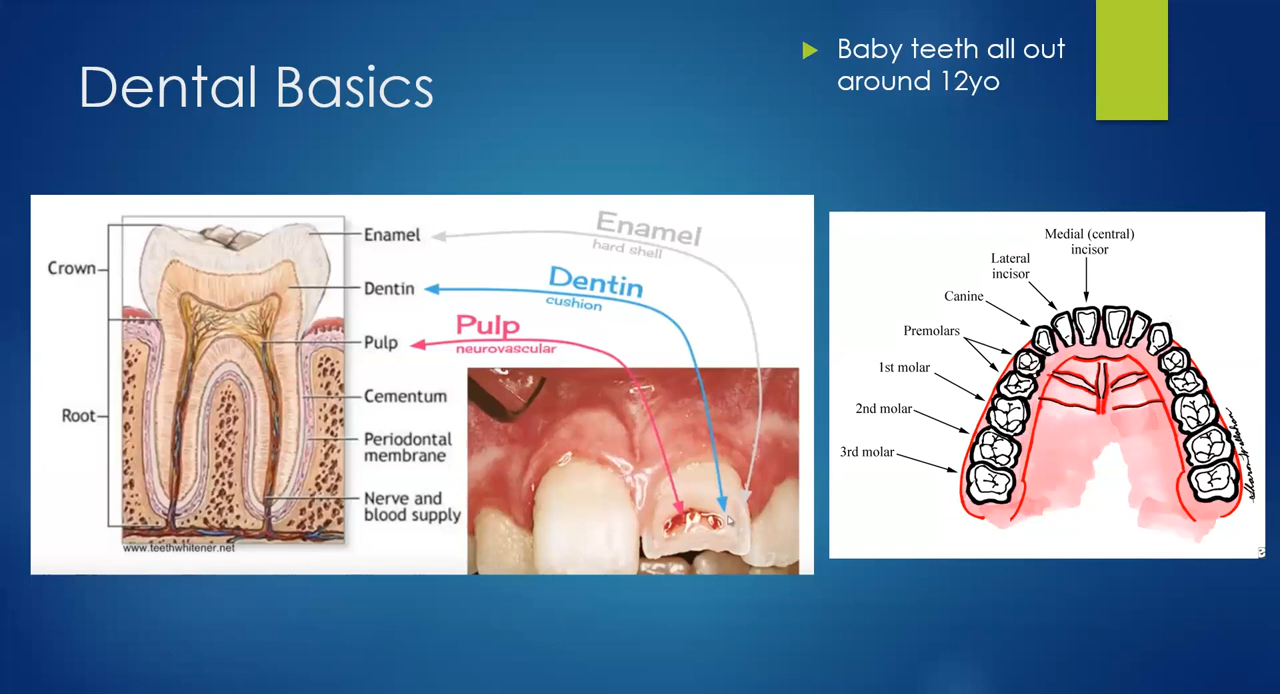 Dental Basics
Baby teeth all out
around 12yo
Crown
Root
Enamel
Dentin
Pulp
Cementum
Periodontal
membrane
Nerve and
blood supply
www.teethwhitener.net
Enamel
hard shell
Dentin
cushion
Pulp
neurovascular
Medial (central)
incisor
Lateral
incisor
Canine
Premolars
1st molar
2nd molar
3rd molar